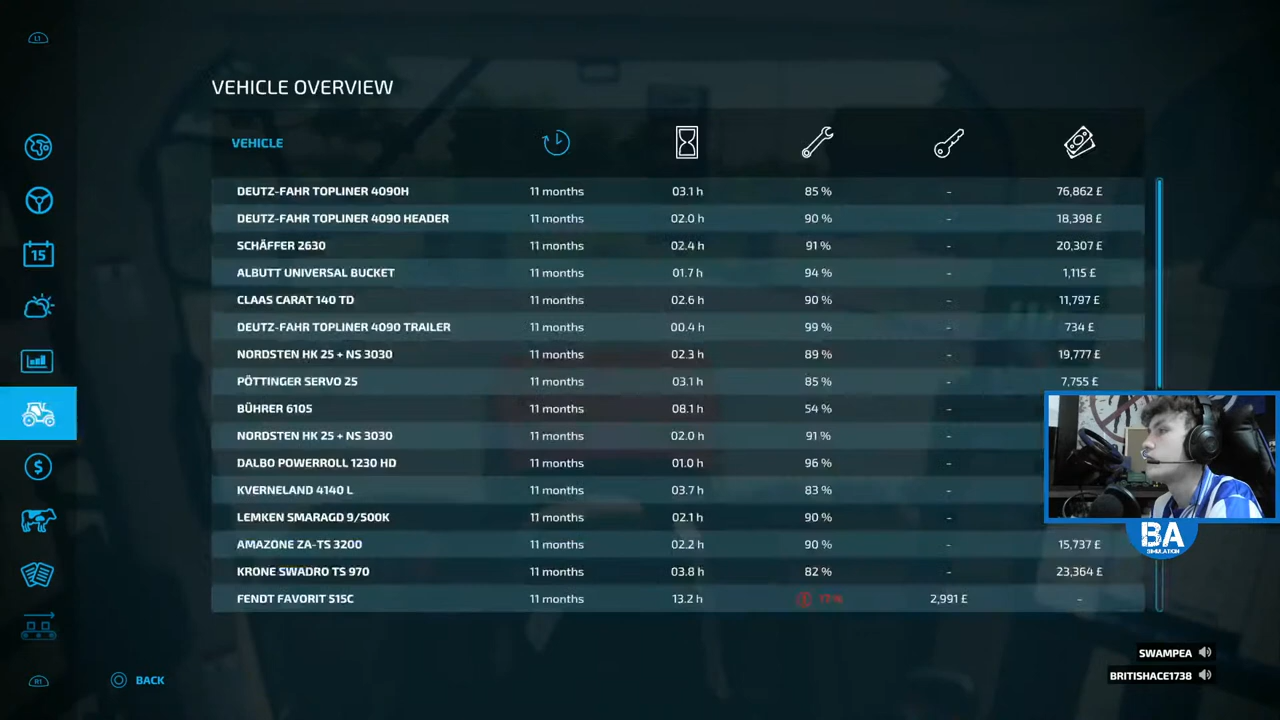 L1
VEHICLE OVERVIEW
VEHICLE
15
DEUTZ-FAHR TOPLINER 4090H 11 months 03.1 h 85 % - 76,862 £
DEUTZ-FAHR TOPLINER 4090 HEADER 11 months 02.0 h 90 % - 18,398 £
SCHÄFFER 2630 11 months 02.4 h 91 % - 20,307 £
ALBUTT UNIVERSAL BUCKET 11 months 01.7 h 94 % - 1,115 £
CLAAS CARAT 140 TD 11 months 02.6 h 90 % - 11,797 £
DEUTZ-FAHR TOPLINER 4090 TRAILER 11 months 00.4 h 99 % - 734 £
NORDSTEN HK 25 + NS 3030 11 months 02.3 h 89 % - 19,777 £
PÖTTINGER SERVO 25 11 months 03.1 h 85 % - 7,755 £
BÜHRER 6105 11 months 08.1 h 54 % -
NORDSTEN HK 25 + NS 3030 11 months 02.0 h 91 % -
DALBO POWERROLL 1230 HD 11 months 01.0 h 96 % -
KVERNELAND 4140 L 11 months 03.7 h 83 % -
LEMKEN SMARAGD 9/500K 11 months 02.1 h 90 % -
AMAZONE ZA-TS 3200 11 months 02.2 h 90 % - 15,737 £
KRONE SWADRO TS 970 11 months 03.8 h 82 % - 23,364 £
FENDT FAVORIT 515C 11 months 13.2 h 2,991 £ -
BA
SIMULATION
SWAMPEA
BRITISHACE1738
R1
BACK